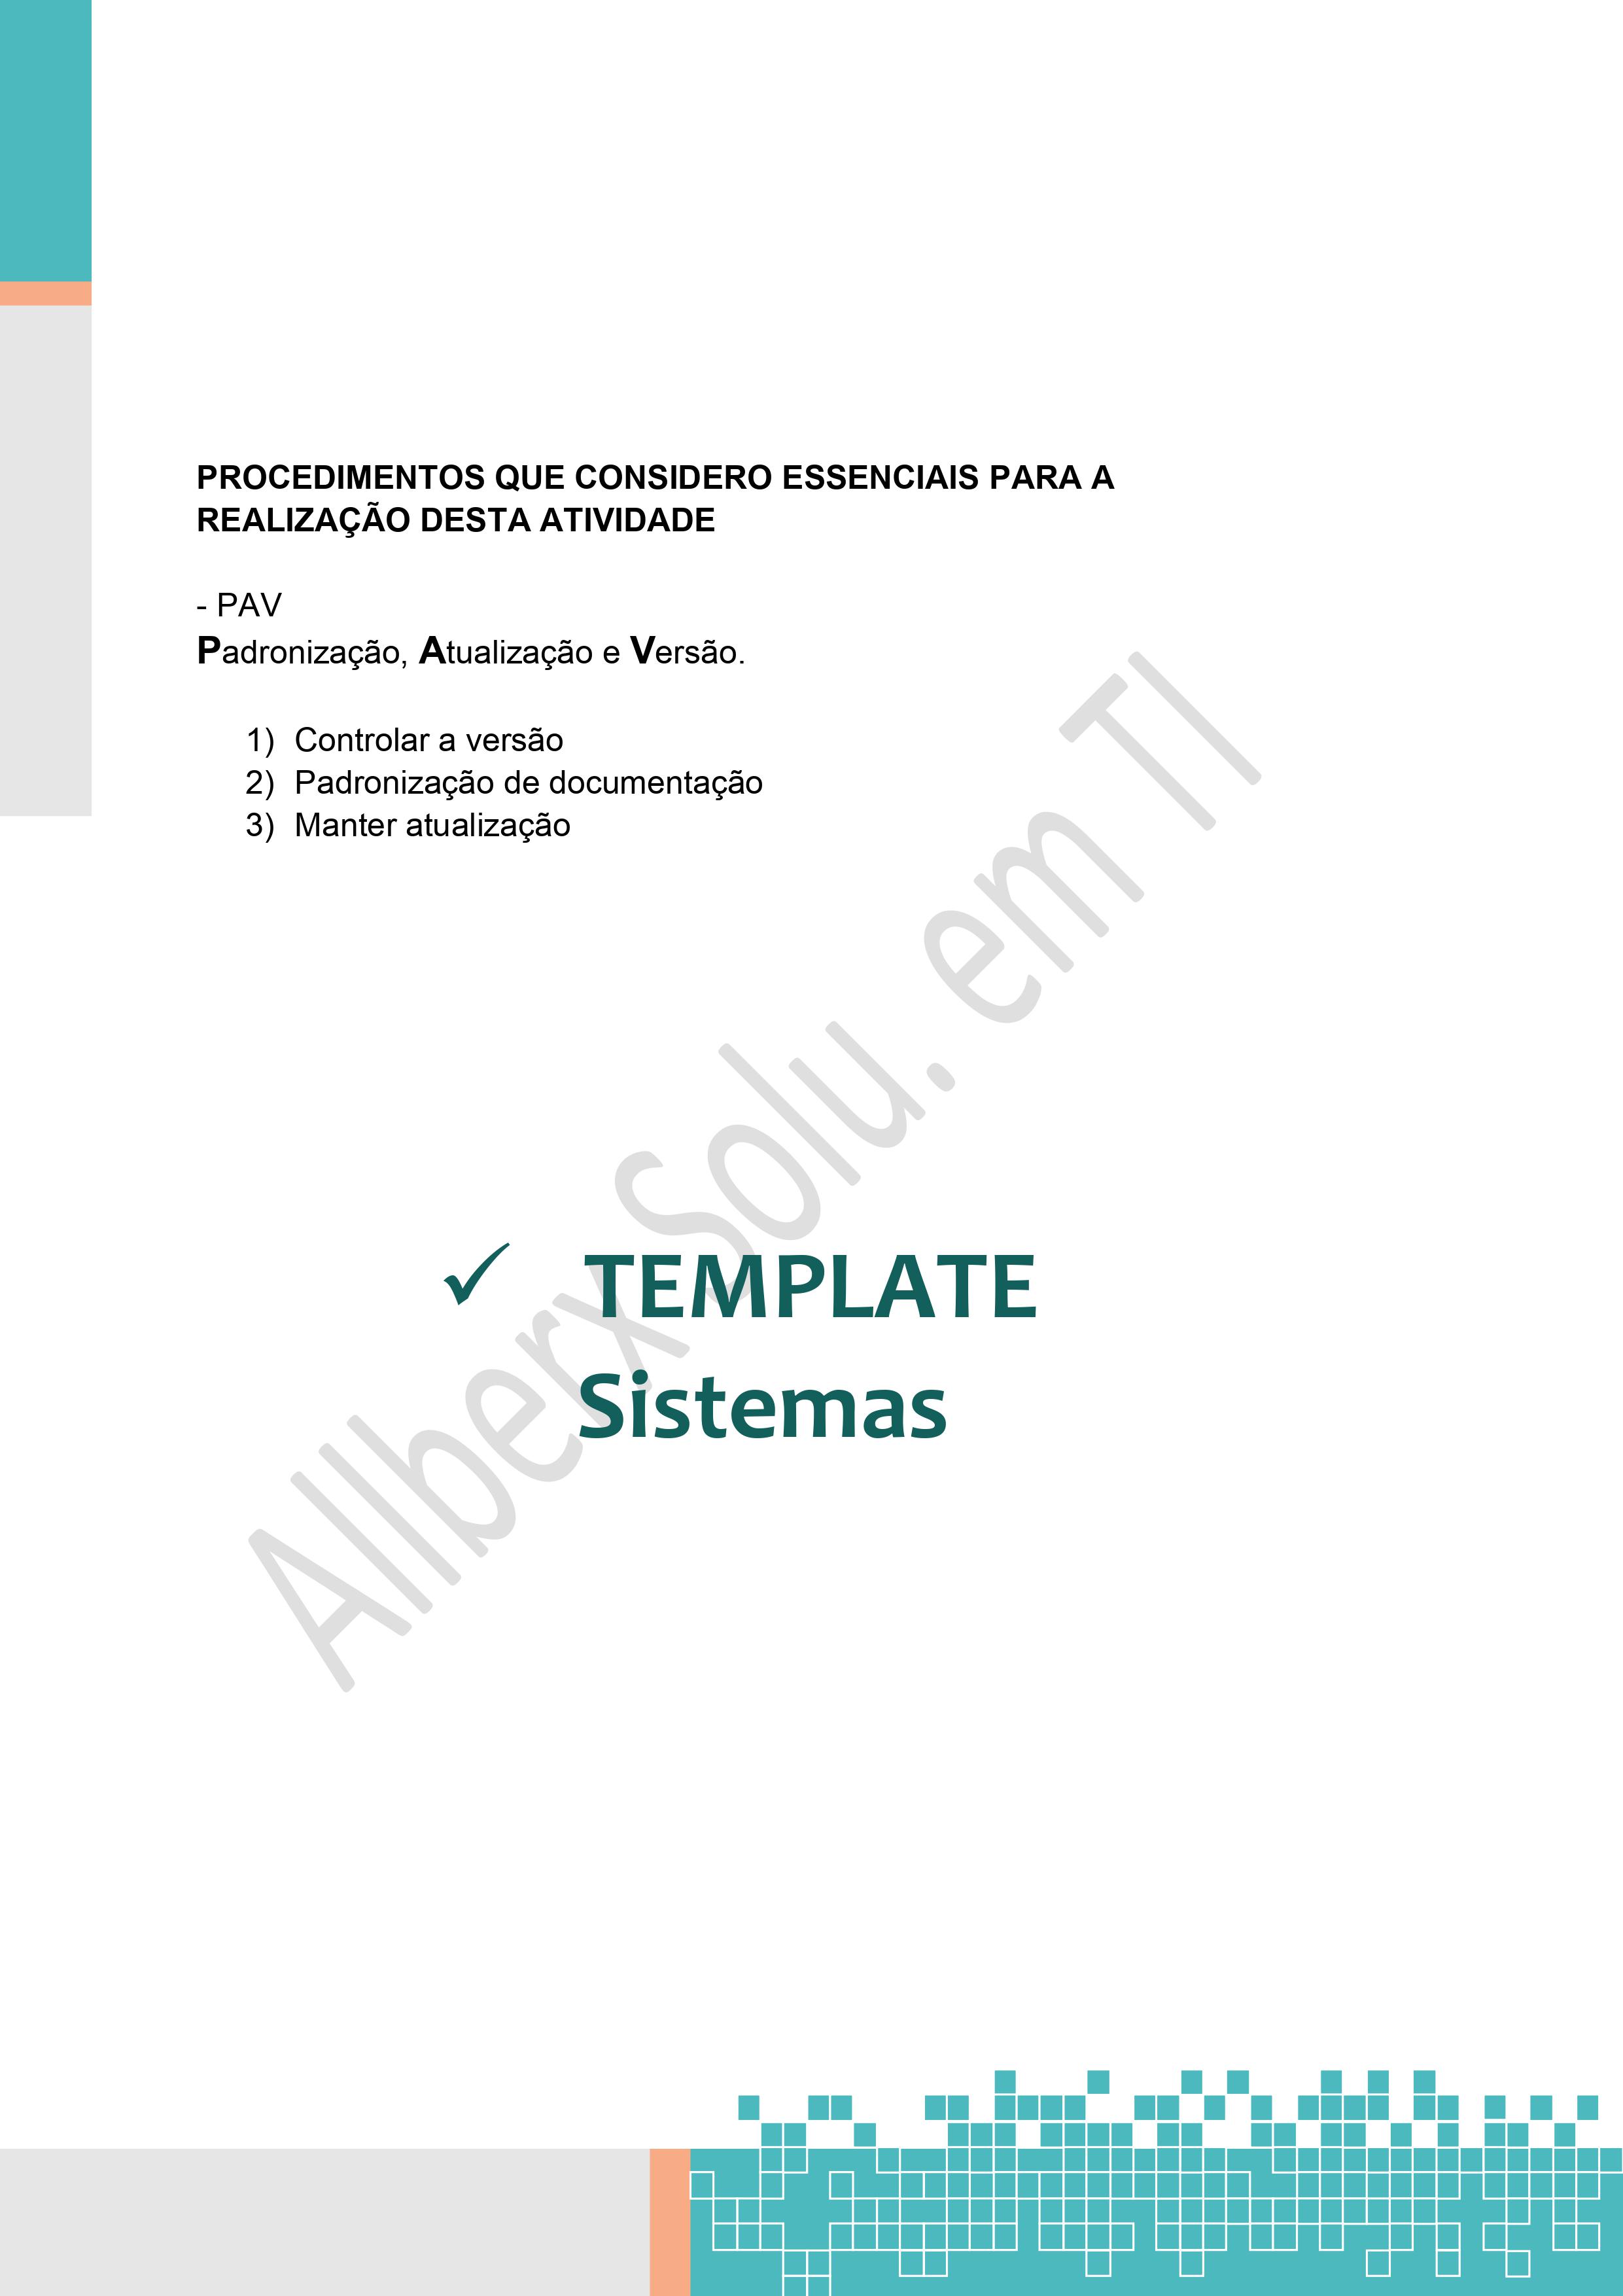 PROCEDIMENTOS QUE CONSIDERO ESSENCIAIS PARA A
REALIZAÇÃO DESTA ATIVIDADE
- PAV
Padronização, Atualização e Versão.
1) Controlar a versão
2) Padronização de documentação
3) Manter atualização
Allberx Solu. em TI
✓ TEMPLATE
Sistemas